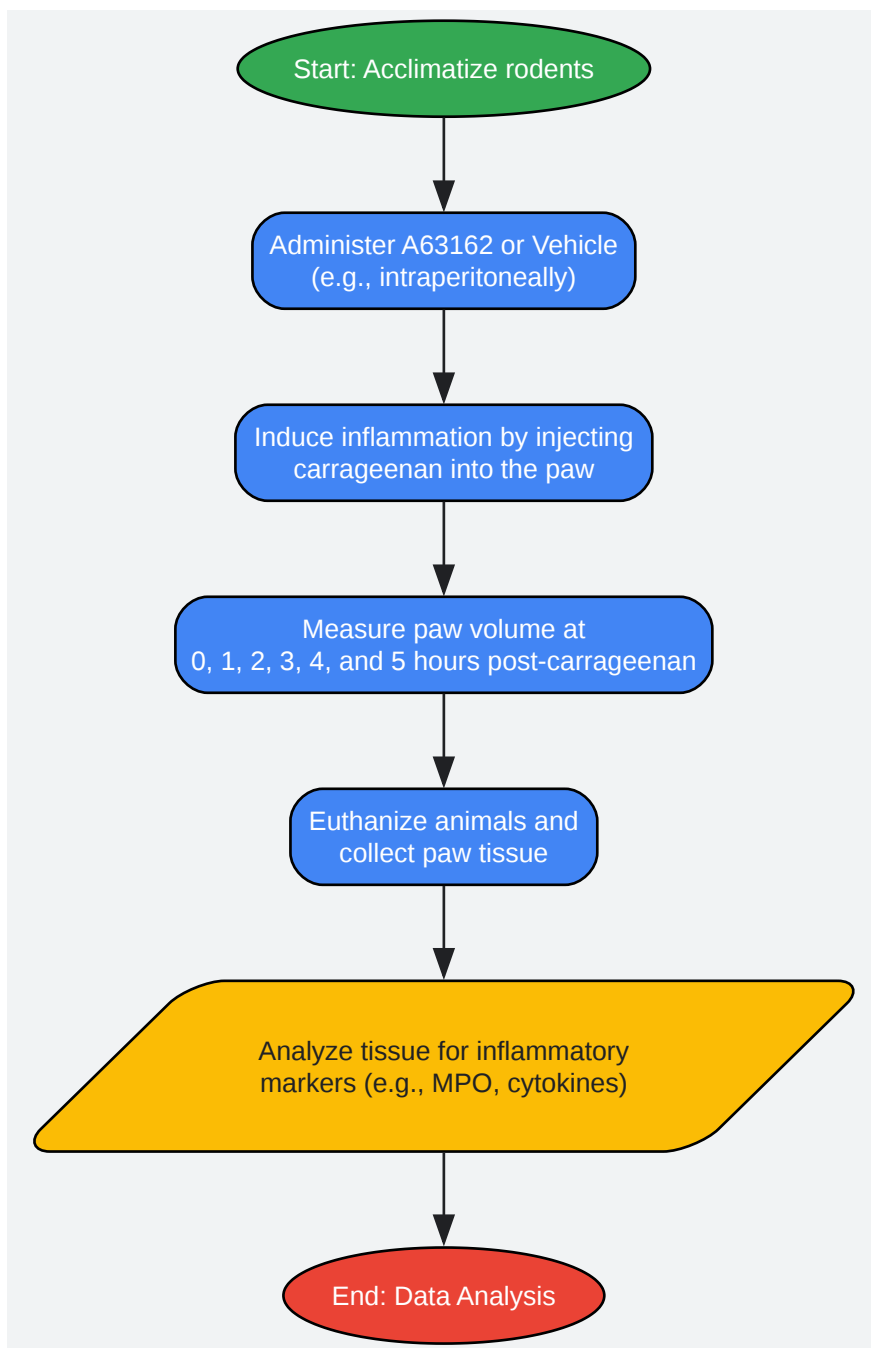 Start: Acclimatize rodents
Administer A63162 or Vehicle
(e.g., intraperitoneally)
Induce inflammation by injecting
carrageenan into the paw
Measure paw volume at
0, 1, 2, 3, 4, and 5 hours post-carrageenan
Euthanize animals and
collect paw tissue
Analyze tissue for inflammatory
markers (e.g., MPO, cytokines)
End: Data Analysis